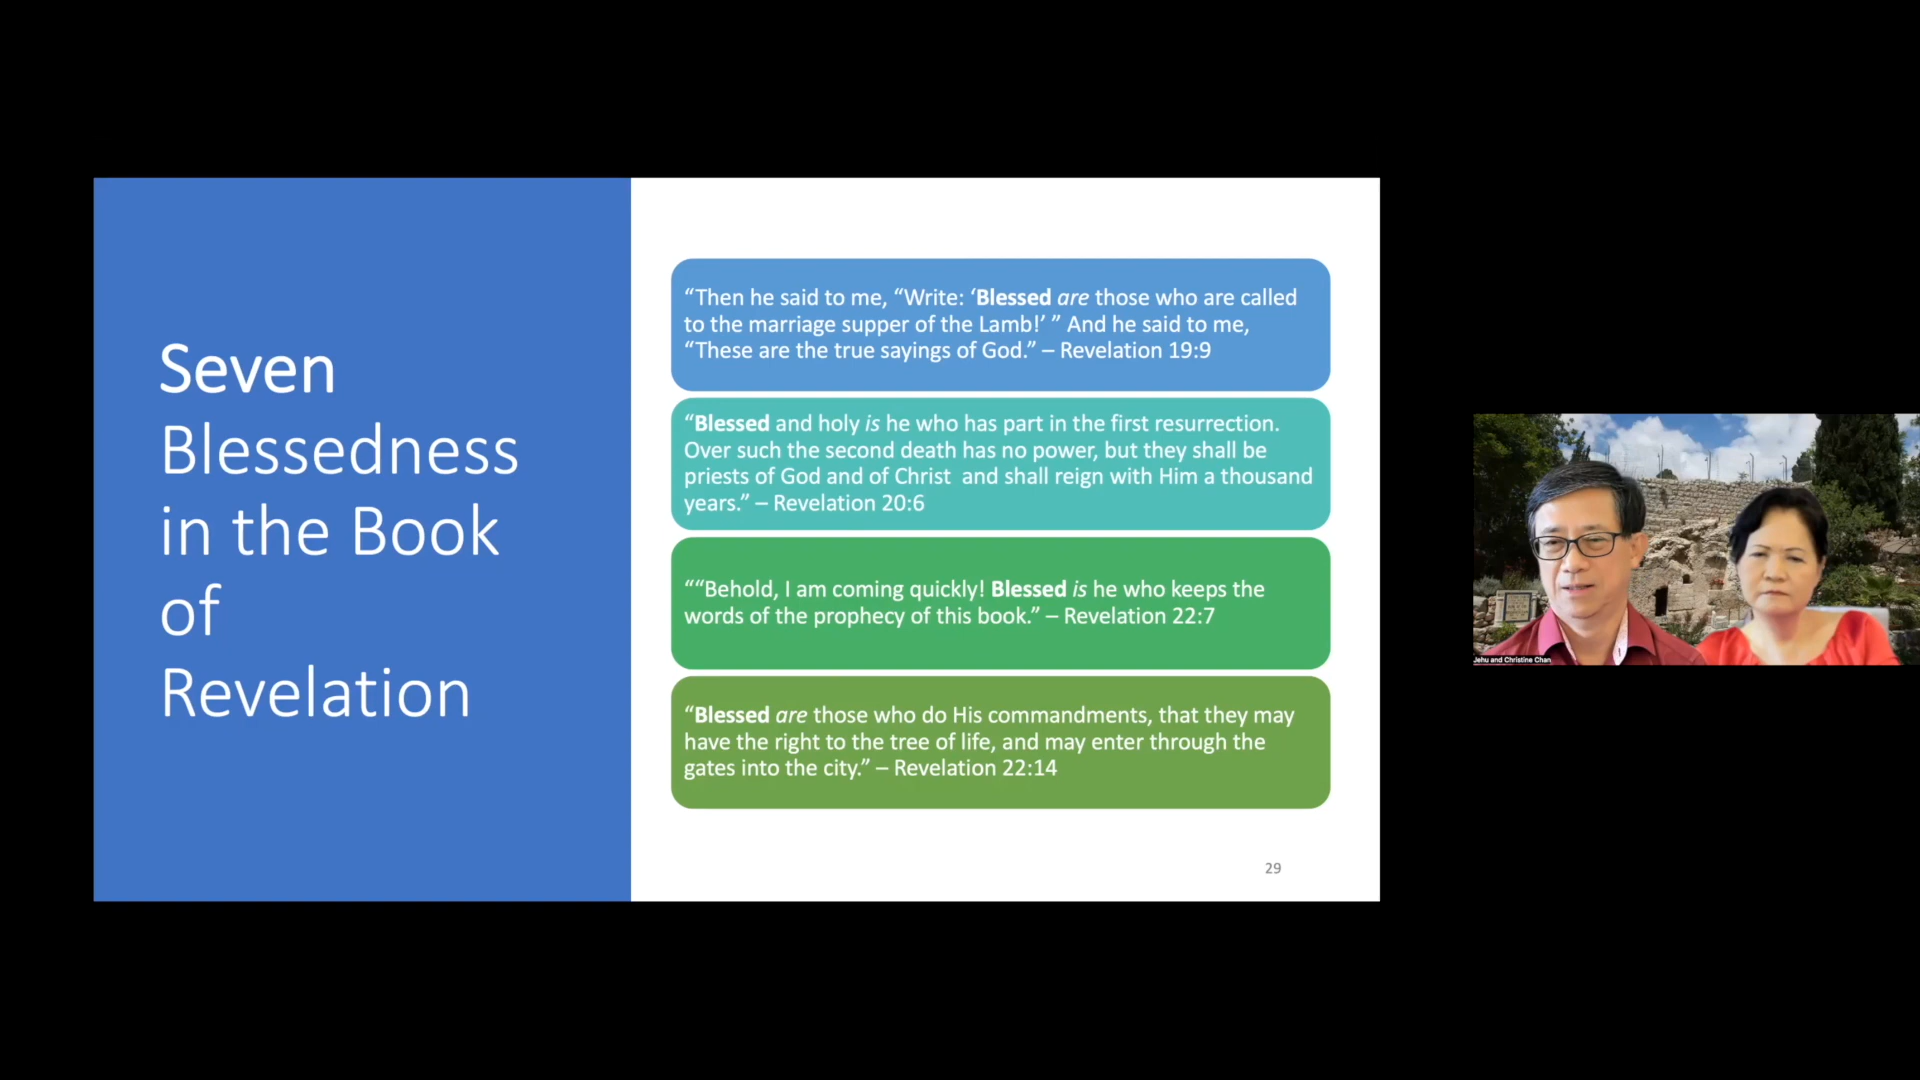 Seven
Blessedness
in the Book
of
Revelation
“Then he said to me, “Write: ‘Blessed are those who are called
to the marriage supper of the Lamb!’ ” And he said to me,
“These are the true sayings of God.” – Revelation 19:9
“Blessed and holy is he who has part in the first resurrection.
Over such the second death has no power, but they shall be
priests of God and of Christ  and shall reign with Him a thousand
years.” – Revelation 20:6
““Behold, I am coming quickly! Blessed is he who keeps the
words of the prophecy of this book.” – Revelation 22:7
“Blessed are those who do His commandments, that they may
have the right to the tree of life, and may enter through the
gates into the city.” – Revelation 22:14
29
Jehu and Christine Chan